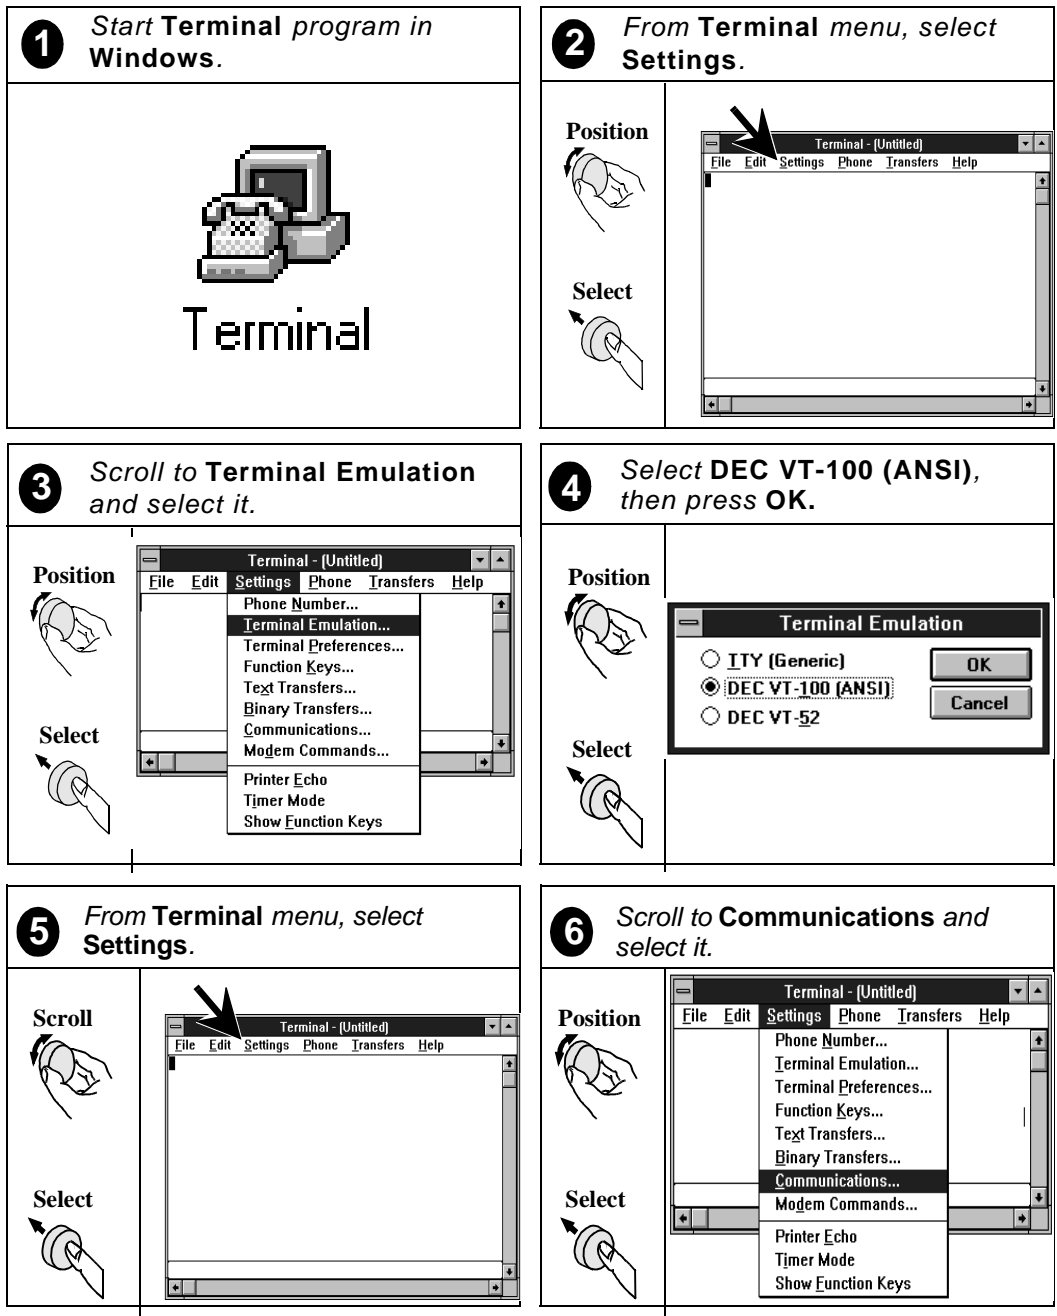 1
Start Terminal program in
Windows.
Terminal
2
From Terminal menu, select
Settings.
Position
Select
Terminal - (Untitled)
File Edit Settings Phone Transfers Help
3
Scroll to Terminal Emulation
and select it.
Position
Select
Terminal - (Untitled)
File Edit Settings Phone Transfers Help
Phone Number...
Terminal Emulation...
Terminal Preferences...
Function Keys...
Text Transfers...
Binary Transfers...
Communications...
Modem Commands...
Printer Echo
Timer Mode
Show Function Keys
4
Select DEC VT-100 (ANSI),
then press OK.
Position
Select
Terminal Emulation
TTY (Generic)
DEC VT-100 (ANSI)
DEC VT-52
OK
Cancel
5
From Terminal menu, select
Settings.
Scroll
Select
Terminal - (Untitled)
File Edit Settings Phone Transfers Help
6
Scroll to Communications and
select it.
Position
Select
Terminal - (Untitled)
File Edit Settings Phone Transfers Help
Phone Number...
Terminal Emulation...
Terminal Preferences...
Function Keys...
Text Transfers...
Binary Transfers...
Communications...
Modem Commands...
Printer Echo
Timer Mode
Show Function Keys